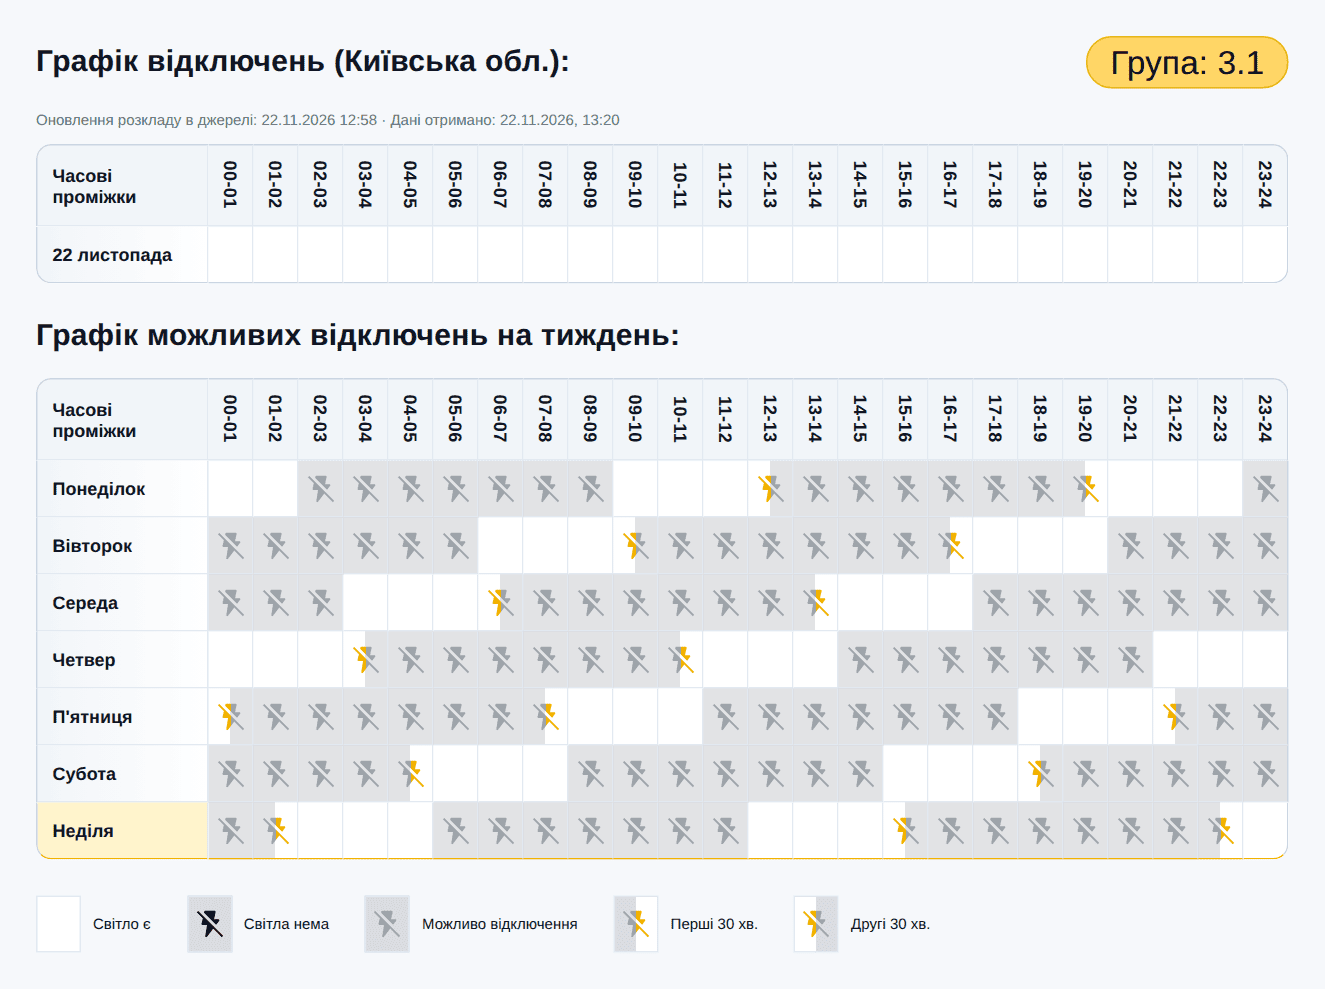 Графік відключень (Київська обл.):
Група: 3.1
Оновлення розкладу в джерелі: 22.11.2026 12:58 · Дані отримано: 22.11.2026, 13:20
Часові проміжки 00-01 01-02 02-03 03-04 04-05 05-06 06-07 07-08 08-09 09-10 10-11 11-12 12-13 13-14 14-15 15-16 16-17 17-18 18-19 19-20 20-21 21-22 22-23 23-24
22 листопада
Графік можливих відключень на тиждень:
Часові проміжки 00-01 01-02 02-03 03-04 04-05 05-06 06-07 07-08 08-09 09-10 10-11 11-12 12-13 13-14 14-15 15-16 16-17 17-18 18-19 19-20 20-21 21-22 22-23 23-24
Понеділок
Вівторок
Середа
Четвер
П'ятниця
Субота
Неділя
Світло є Світла нема Можливо відключення Перші 30 хв. Другі 30 хв.